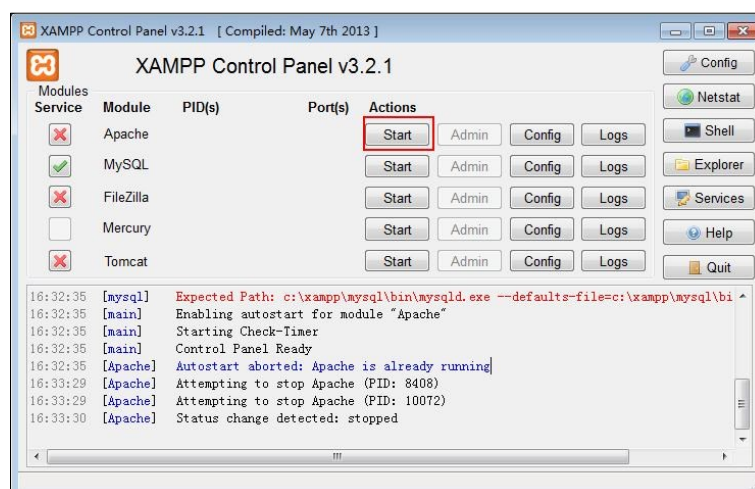 XAMPP Control Panel v3.2.1 [ Compiled: May 7th 2013 ]
XAMPP Control Panel v3.2.1
Config
Modules
Service Module PID(s) Port(s) Actions
Netstat
Apache Start Admin Config Logs
Shell
MySQL Start Admin Config Logs
Explorer
FileZilla Start Admin Config Logs
Services
Mercury Start Admin Config Logs
Help
Tomcat Start Admin Config Logs
Quit
16:32:35 [mysql] Expected Path: c:\xampp\mysql\bin\mysqld.exe --defaults-file=c:\xampp\mysql\bi
16:32:35 [main] Enabling autostart for module "Apache"
16:32:35 [main] Starting Check-Timer
16:32:35 [main] Control Panel Ready
16:32:35 [Apache] Autostart aborted: Apache is already running
16:33:29 [Apache] Attempting to stop Apache (PID: 8408)
16:33:29 [Apache] Attempting to stop Apache (PID: 10072)
16:33:30 [Apache] Status change detected: stopped